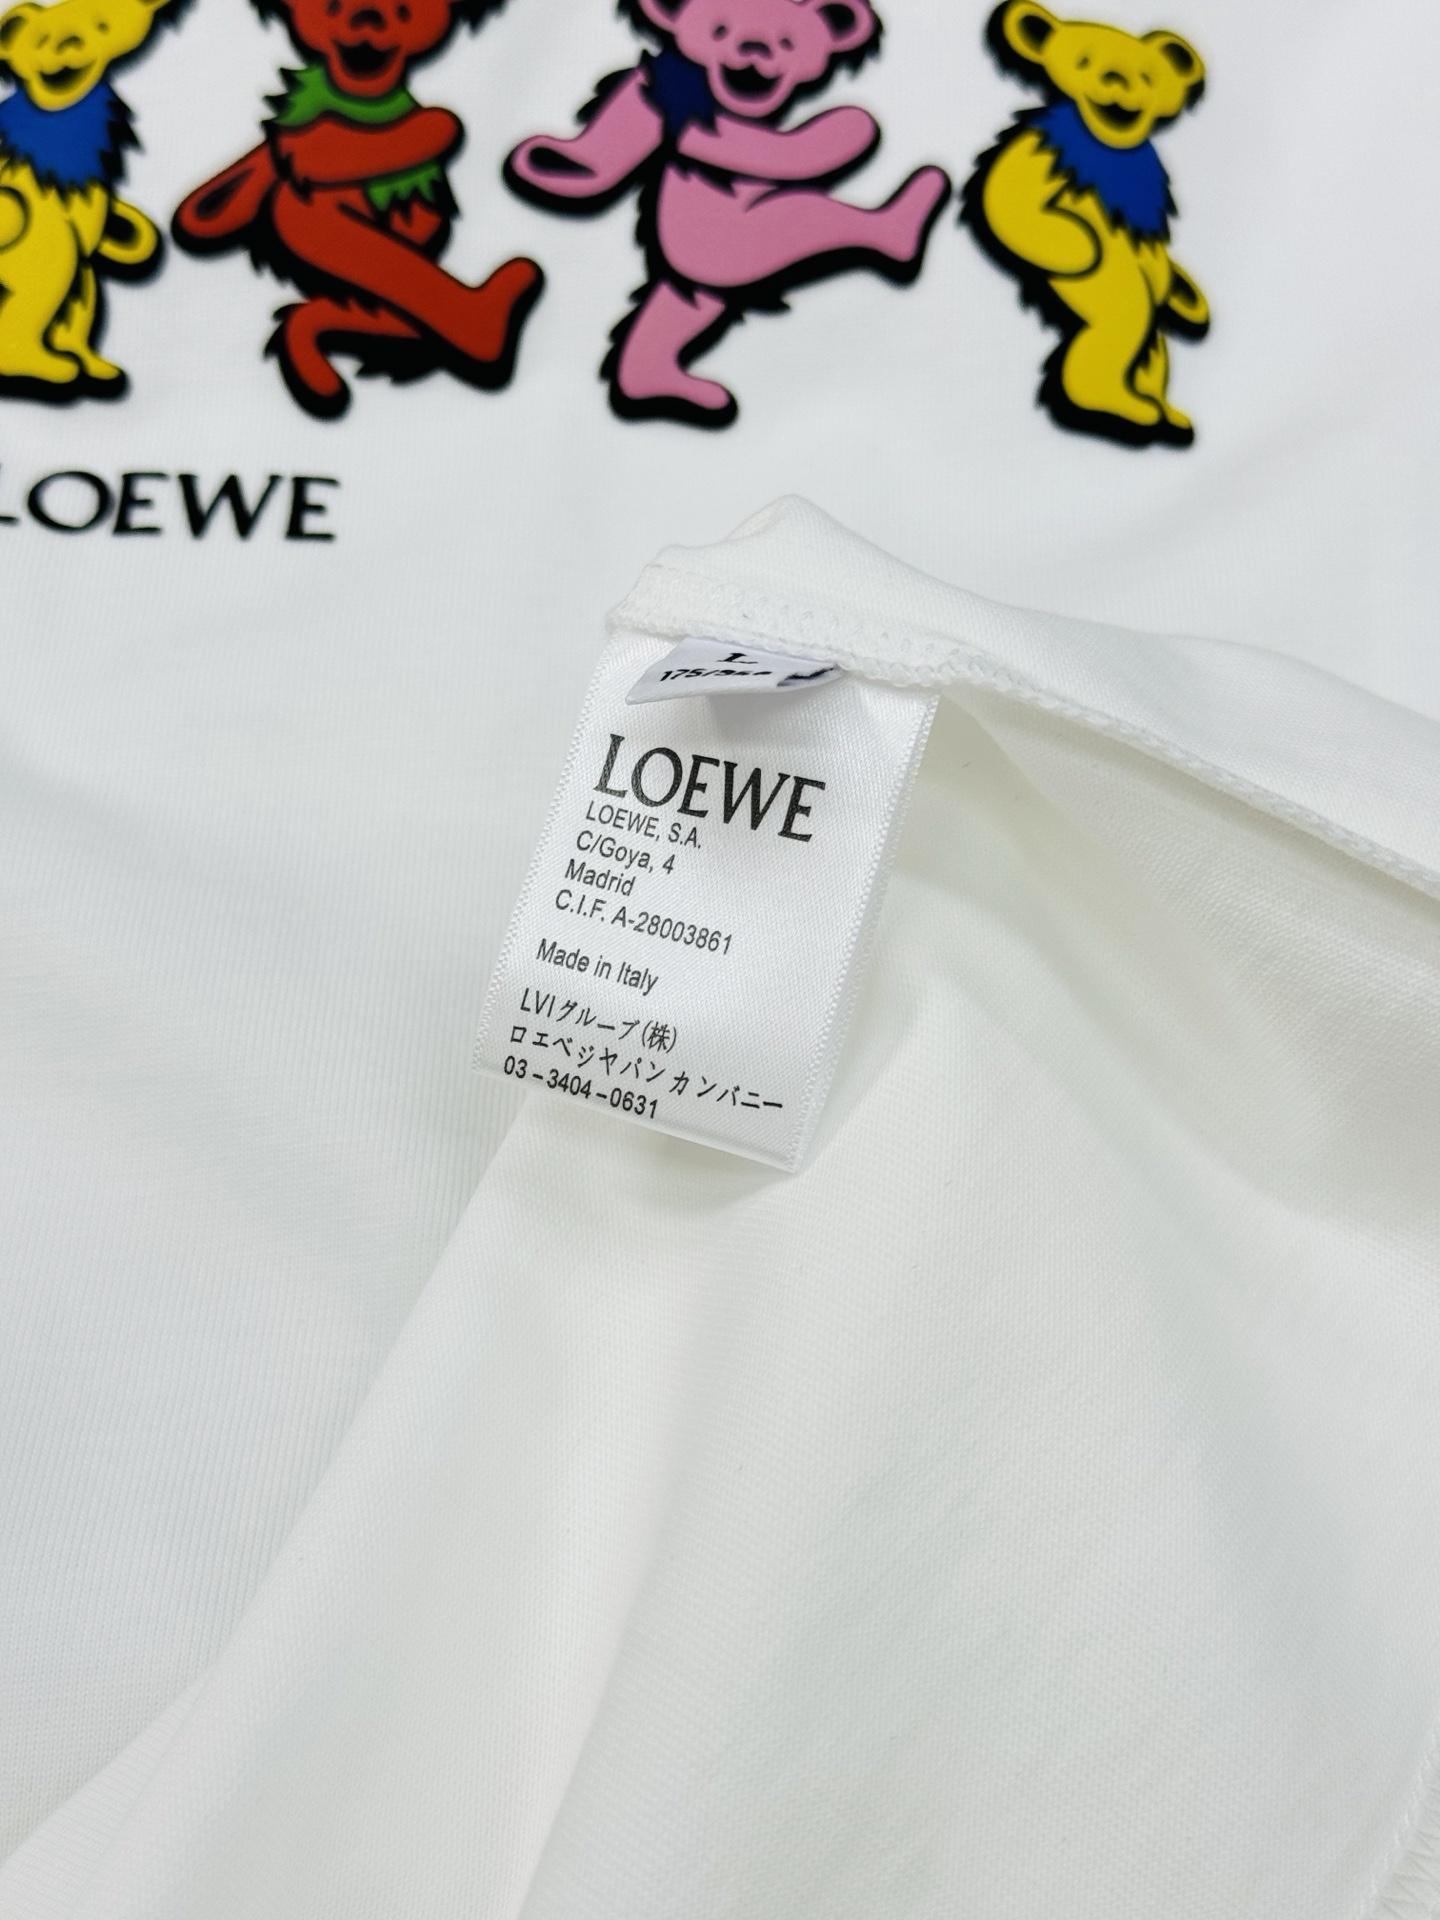 LOEWE
L
LOEWE
LOEWE, S.A.
C/Goya, 4
Madrid
C.I.F. A-28003861
Made in Italy
LVIグループ(株)
ロエベジャパン カンパニー
03-3404-0631